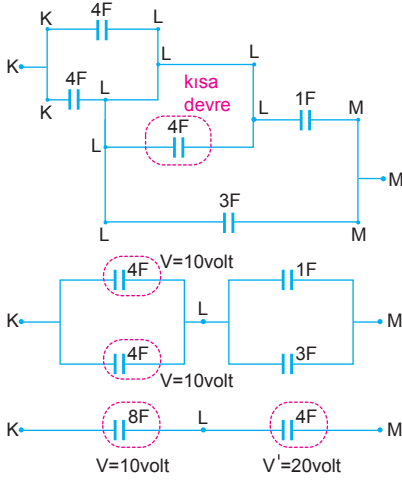 4F
K L
K 4F L L L
K
kısa
devre
L 4F L 1F M
M
3F
L M
V=10volt
4F 1F
K L M
4F 3F
V=10volt
K 8F L 4F M
V=10volt V'=20volt